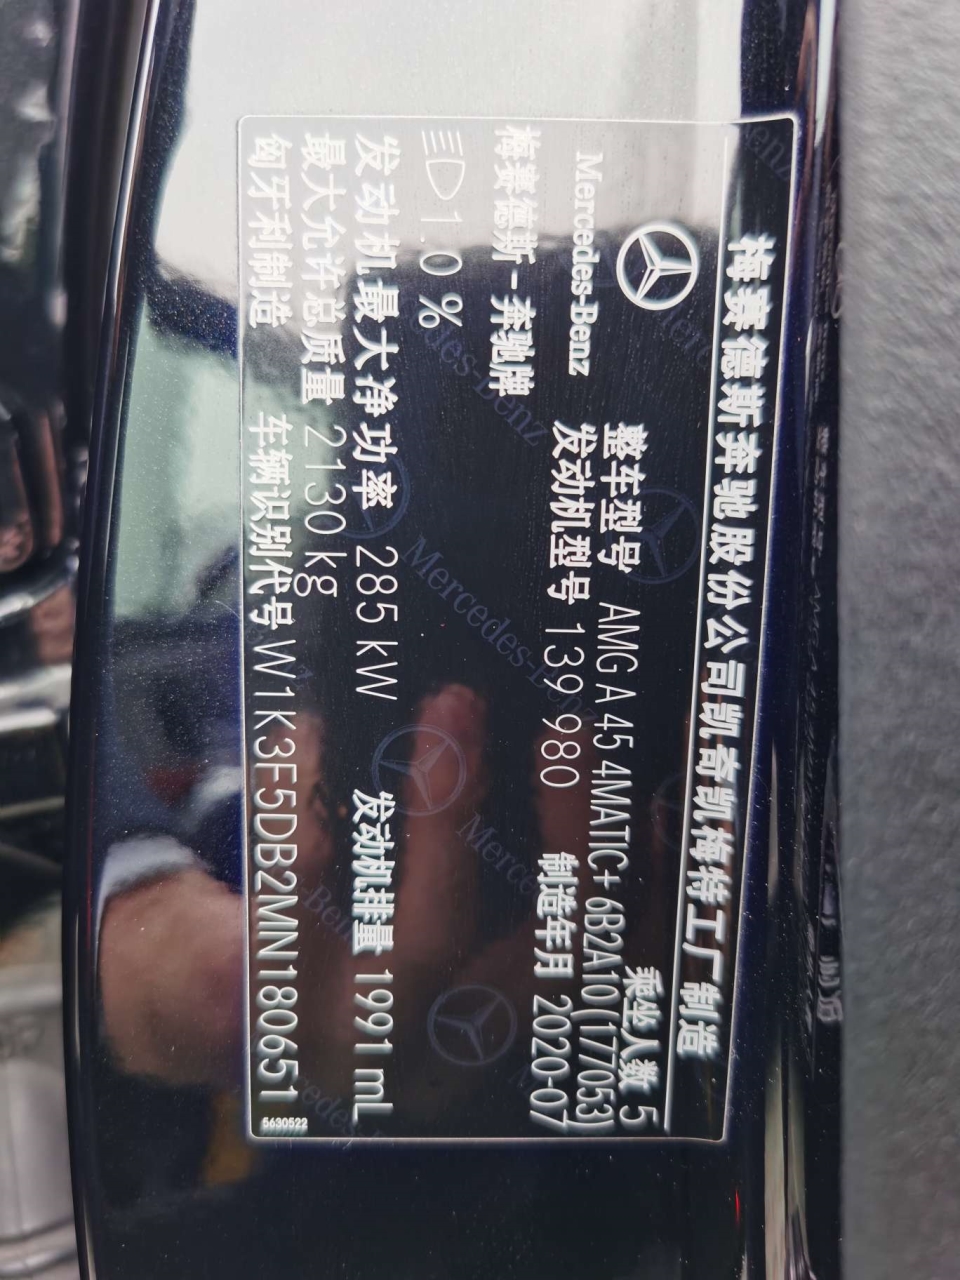 梅赛德斯奔驰股份公司凯奇凯梅特工厂制造
Mercedes-Benz
梅赛德斯-奔驰牌
乘坐人数 5
整车型号 AMG A 45 4MATIC+ 6B2A10(177053)
发动机型号 139 980 制造年月 2020-07
1.0 %
发动机最大净功率 285 kW 发动机排量 1991 mL
最大允许总质量 2130 kg
匈牙利制造 车辆识别代号 W1K3E5DB2MN180651
5630522